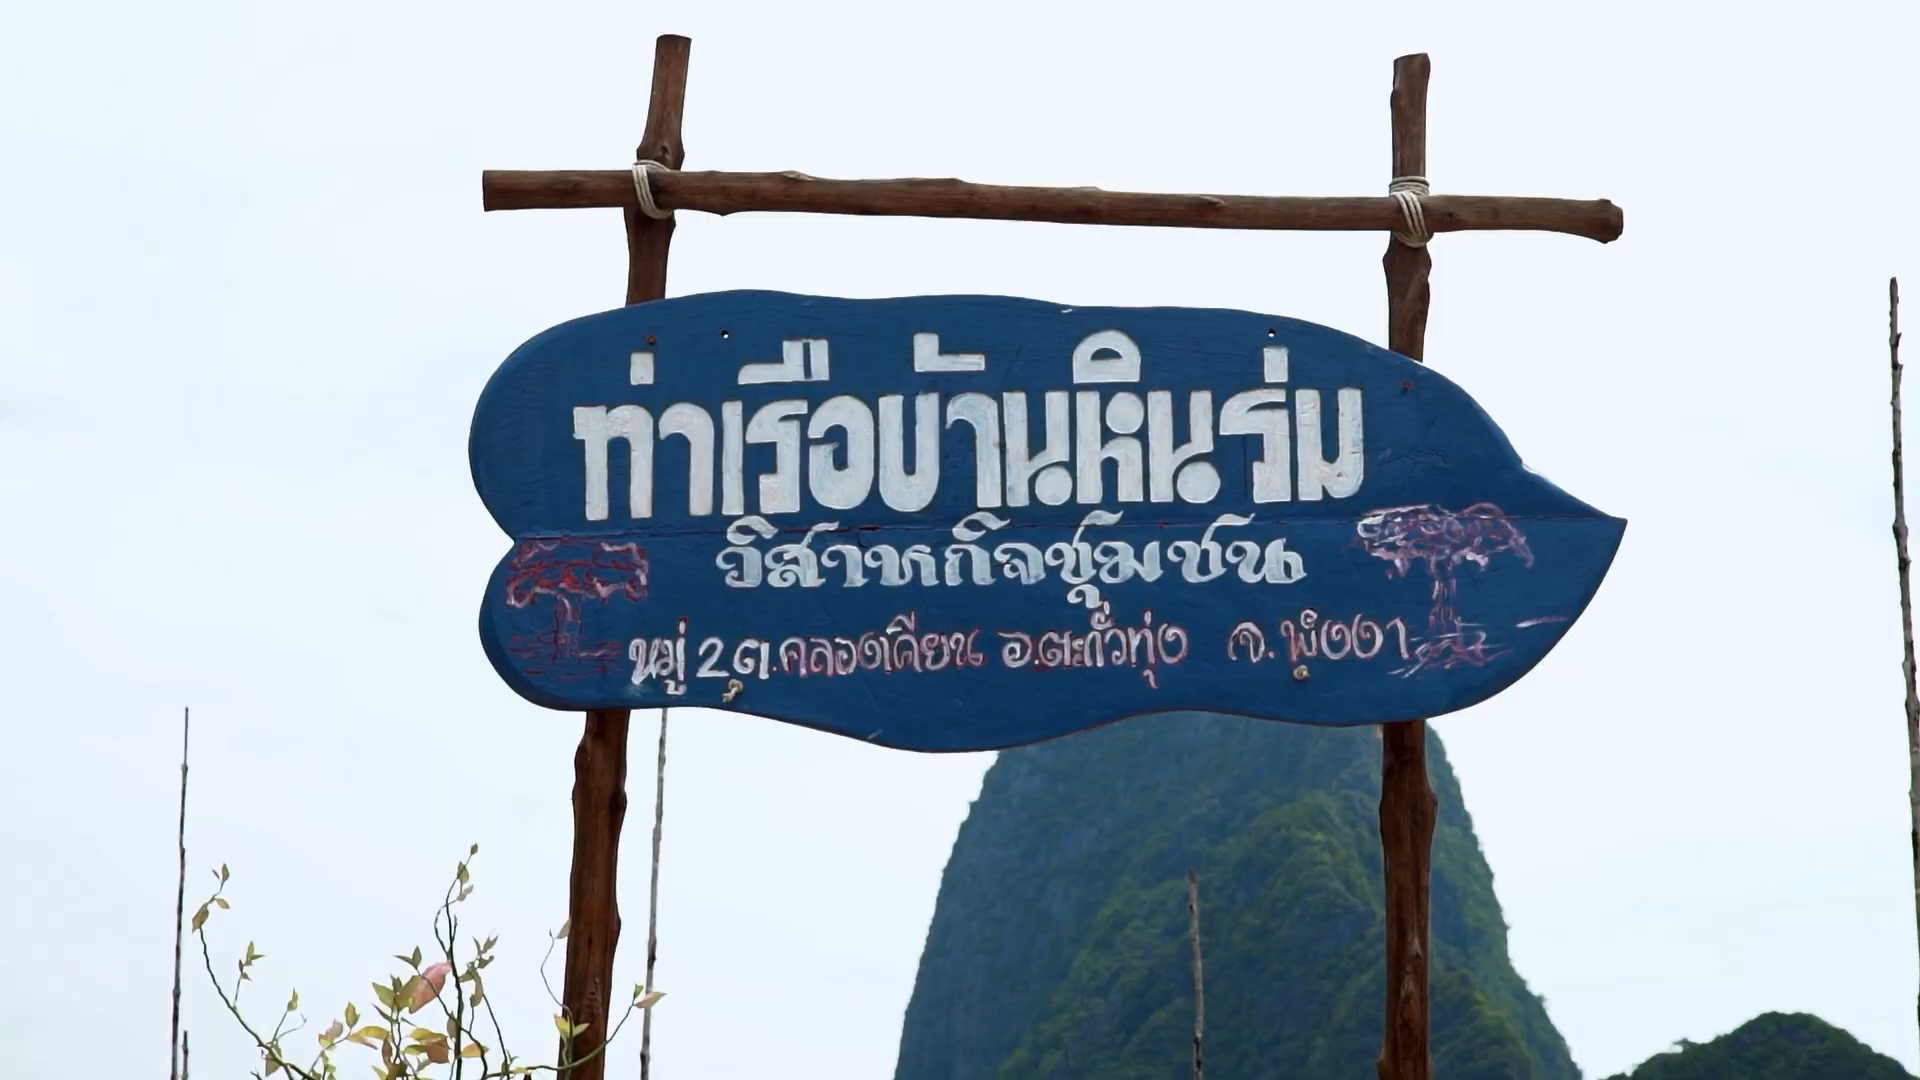 ท่าเรือบ้านหินร่ม
วิสาหกิจชุมชน
หมู่ 2 ต.คลองเคียน อ.ตะกั่วทุ่ง จ.พังงา